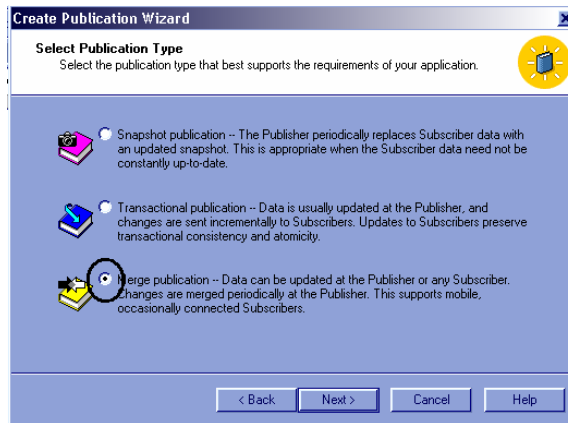 Create Publication Wizard
Select Publication Type
Select the publication type that best supports the requirements of your application.
Snapshot publication -- The Publisher periodically replaces Subscriber data with
an updated snapshot. This is appropriate when the Subscriber data need not be
constantly up-to-date.
Transactional publication -- Data is usually updated at the Publisher, and
changes are sent incrementally to Subscribers. Updates to Subscribers preserve
transactional consistency and atomicity.
Merge publication -- Data can be updated at the Publisher or any Subscriber.
Changes are merged periodically at the Publisher. This supports mobile,
occasionally connected Subscribers.
< Back Next > Cancel Help